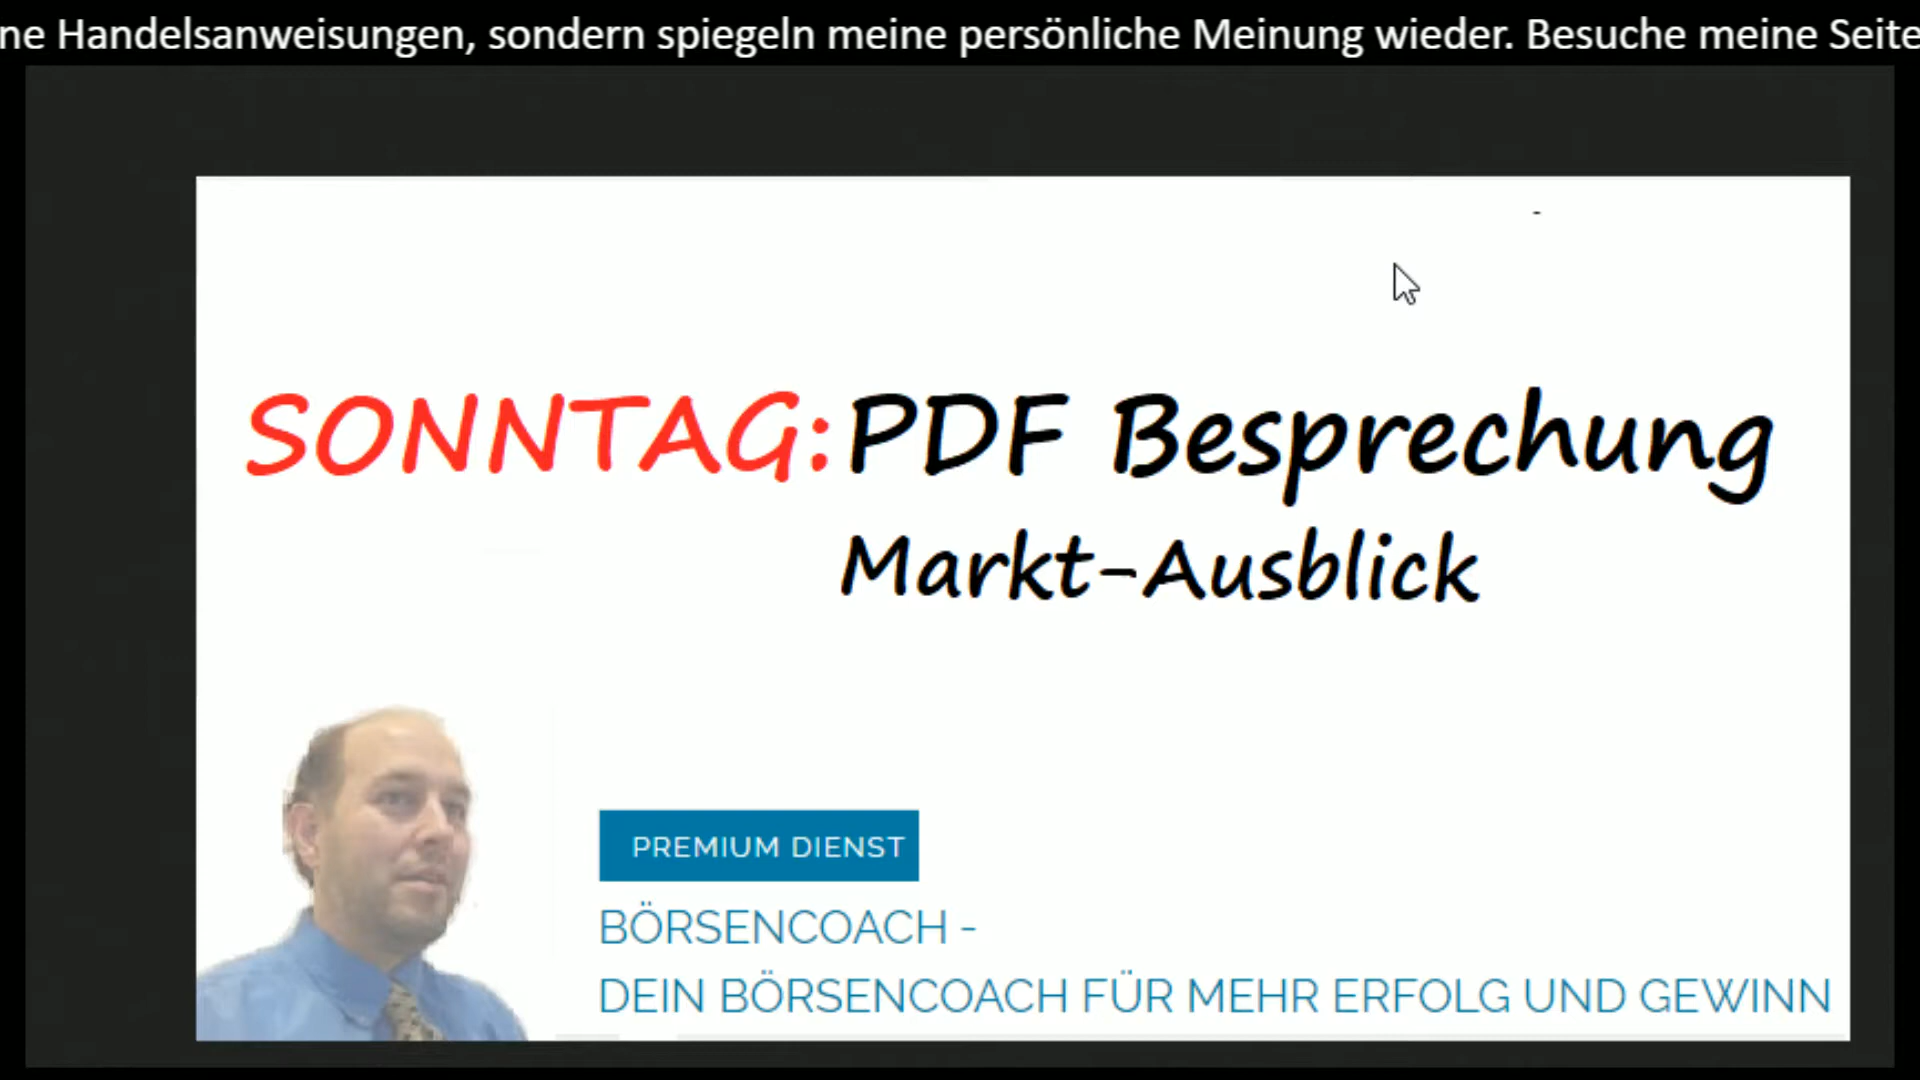 ne Handelsanweisungen, sondern spiegeln meine persönliche Meinung wieder. Besuche meine Seite
SONNTAG: PDF Besprechung
Markt-Ausblick
PREMIUM DIENST
BÖRSENCOACH -
DEIN BÖRSENCOACH FÜR MEHR ERFOLG UND GEWINN